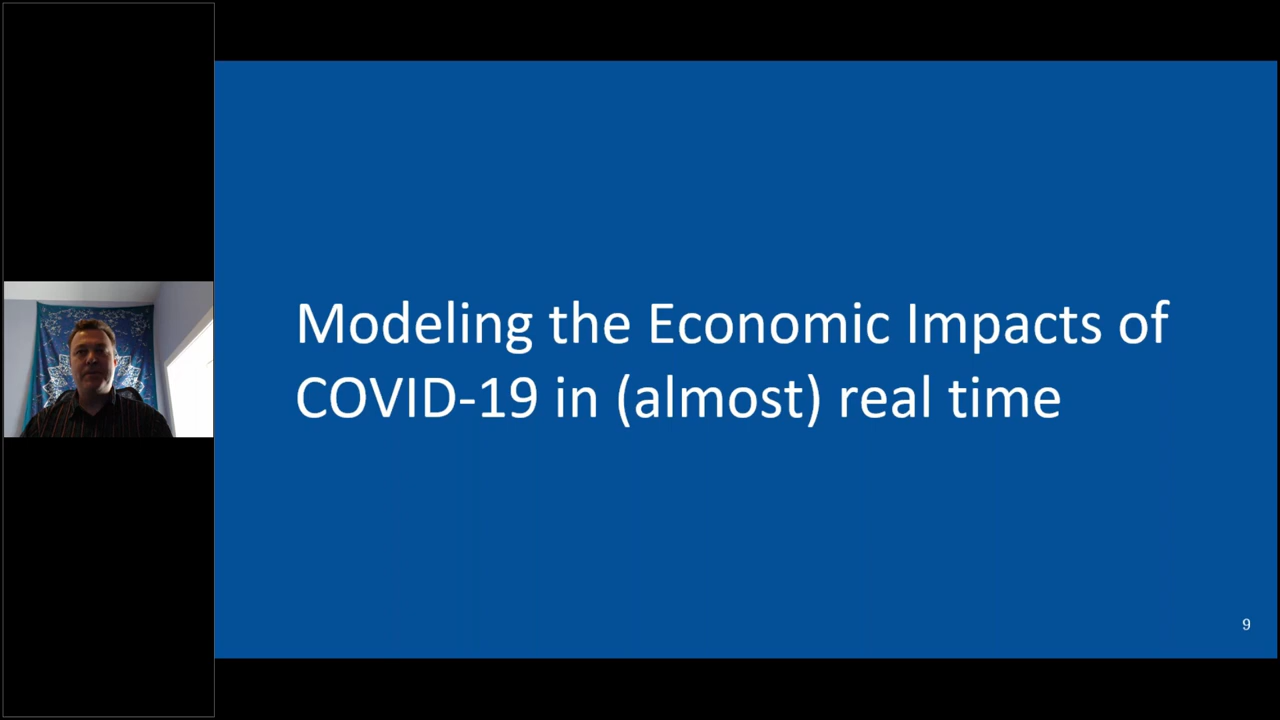 Modeling the Economic Impacts of
COVID-19 in (almost) real time
9